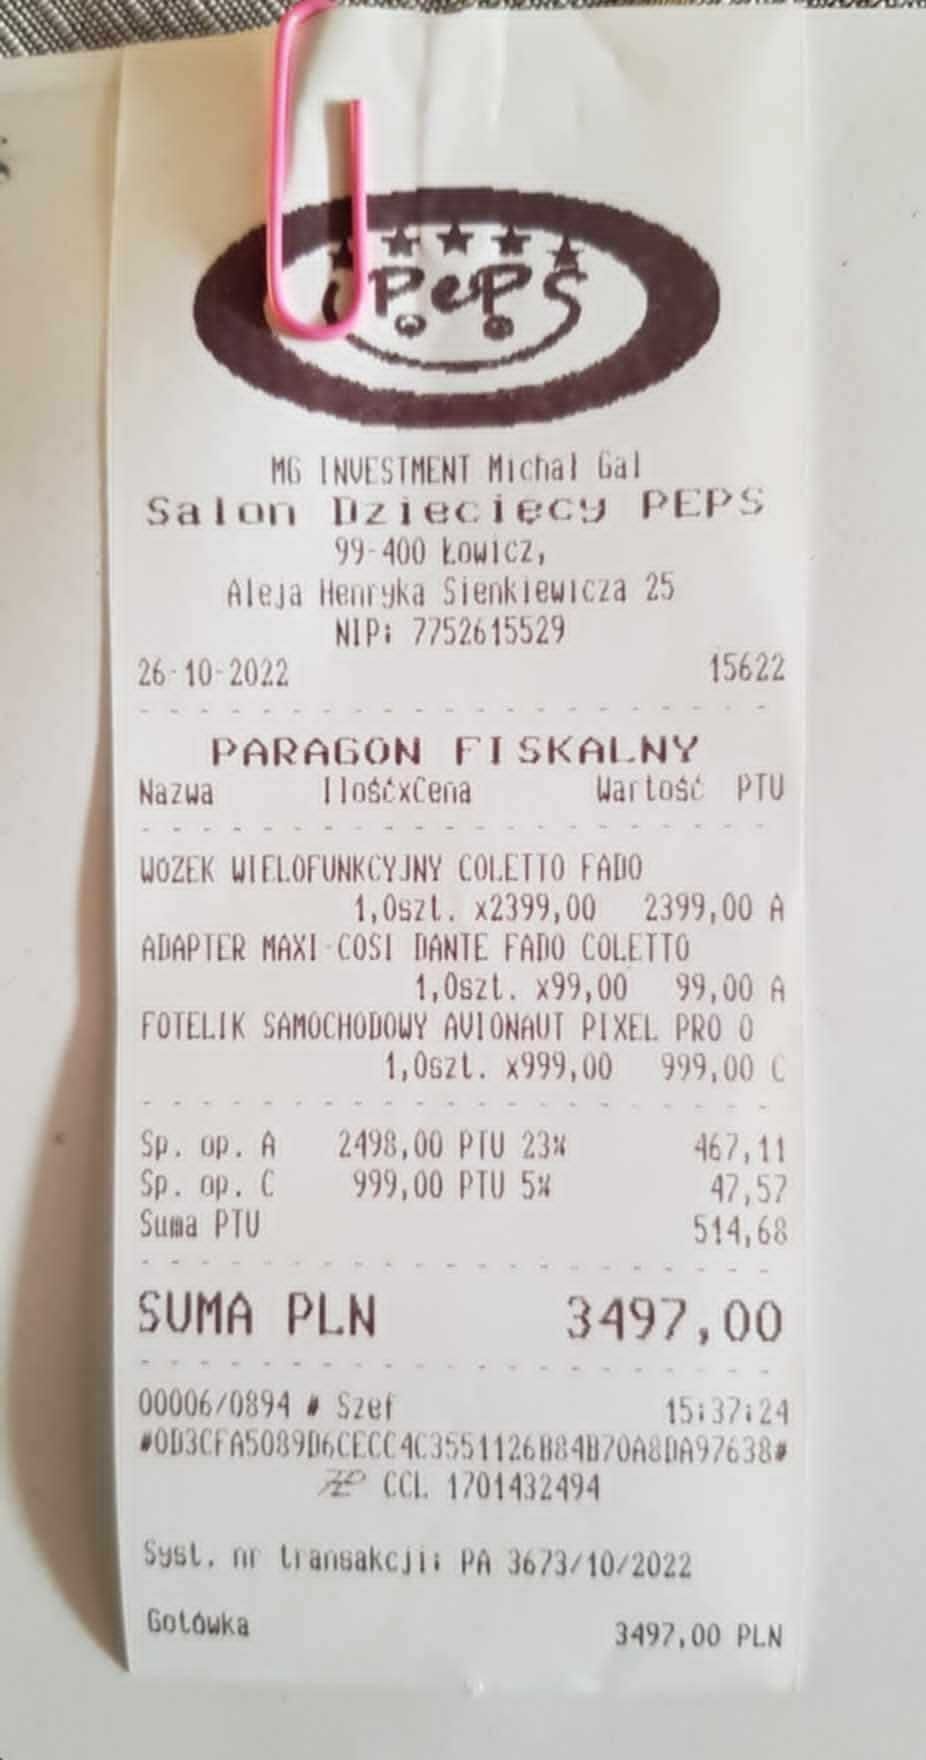 PePS
MG INVESTMENT Michał Gal
Salon Dziecięcy PEPS
99-400 Łowicz,
Aleja Henryka Sienkiewicza 25
NIP: 7752615529
26-10-2022 15622
PARAGON FISKALNY
Nazwa IlośćxCena Wartość PTU
WOZEK WIELOFUNKCYJNY COLETTO FADO
1,0szt. x2399,00 2399,00 A
ADAPTER MAXI-COSI DANTE FADO COLETTO
1,0szt. x99,00 99,00 A
FOTELIK SAMOCHODOWY AVIONAUT PIXEL PRO 0
1,0szt. x999,00 999,00 C
Sp. op. A 2498,00 PTU 23% 467,11
Sp. op. C 999,00 PTU 5% 47,57
Suma PTU 514,68
SUMA PLN 3497,00
00006/0894 # Szef 15:37:24
#0D3CFA5089D6CECC4C3551126B84B70A8DA97638#
CCL 1701432494
Syst. nr transakcji: PA 3673/10/2022
Gotówka 3497,00 PLN